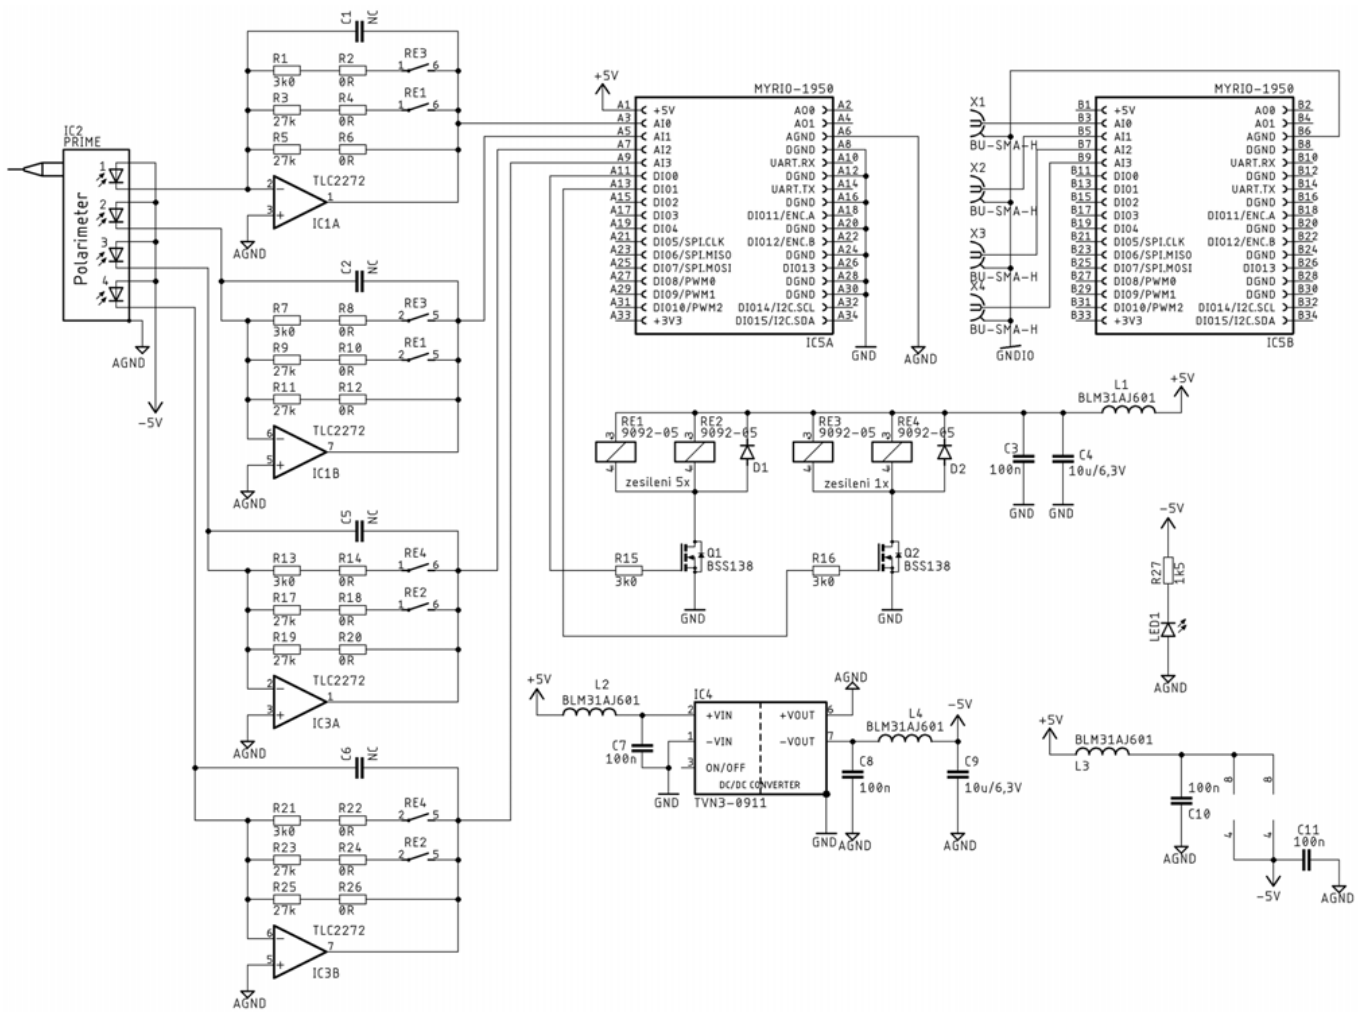 C1
NC
R1
3k0
R2
0R
RE3
1
6
R3
27k
R4
0R
RE1
1
6
R5
27k
R6
0R
IC2
PRIME
Polarimeter
1
2
3
4
AGND
-5V
TLC2272
2
3
1
-
+
IC1A
AGND
C2
NC
R7
3k0
R8
0R
RE3
2
5
R9
27k
R10
0R
RE1
2
5
R11
27k
R12
0R
TLC2272
6
5
7
-
+
IC1B
AGND
C5
NC
R13
3k0
R14
0R
RE4
1
6
R17
27k
R18
0R
RE2
1
6
R19
27k
R20
0R
TLC2272
2
3
1
-
+
IC3A
AGND
C6
NC
R21
3k0
R22
0R
RE4
2
5
R23
27k
R24
0R
RE2
2
5
R25
27k
R26
0R
TLC2272
6
5
7
-
+
IC3B
AGND
+5V
MYRIO-1950
A1 +5V AO0 A2
A3 AI0 AO1 A4
A5 AI1 AGND A6
A7 AI2 DGND A8
A9 AI3 UART.RX A10
A11 DIO0 DGND A12
A13 DIO1 UART.TX A14
A15 DIO2 DGND A16
A17 DIO3 DIO11/ENC.A A18
A19 DIO4 DGND A20
A21 DIO5/SPI.CLK DIO12/ENC.B A22
A23 DIO6/SPI.MISO DGND A24
A25 DIO7/SPI.MOSI DIO13 A26
A27 DIO8/PWM0 DGND A28
A29 DIO9/PWM1 DGND A30
A31 DIO10/PWM2 DIO14/I2C.SCL A32
A33 +3V3 DIO15/I2C.SDA A34
IC5A
GND
AGND
X1
BU-SMA-H
X2
BU-SMA-H
X3
BU-SMA-H
X4
BU-SMA-H
GNDIO
MYRIO-1950
B1 +5V AO0 B2
B3 AI0 AO1 B4
B5 AI1 AGND B6
B7 AI2 DGND B8
B9 AI3 UART.RX B10
B11 DIO0 DGND B12
B13 DIO1 UART.TX B14
B15 DIO2 DGND B16
B17 DIO3 DIO11/ENC.A B18
B19 DIO4 DGND B20
B21 DIO5/SPI.CLK DIO12/ENC.B B22
B23 DIO6/SPI.MISO DGND B24
B25 DIO7/SPI.MOSI DIO13 B26
B27 DIO8/PWM0 DGND B28
B29 DIO9/PWM1 DGND B30
B31 DIO10/PWM2 DIO14/I2C.SCL B32
B33 +3V3 DIO15/I2C.SDA B34
IC5B
RE1
9092-05
3
4
RE2
9092-05
3
4
D1
zesileni 5x
RE3
9092-05
3
4
RE4
9092-05
3
4
D2
zesileni 1x
L1
BLM31AJ601
+5V
C3
100n
GND
C4
10u/6,3V
GND
R15
3k0
Q1
BSS138
GND
R16
3k0
Q2
BSS138
GND
-5V
R27
1k5
LED1
AGND
+5V
L2
BLM31AJ601
C7
100n
GND
IC4
2 +VIN +VOUT 6
1 -VIN -VOUT 7
3 ON/OFF
DC/DC CONVERTER
TVN3-0911
AGND
GND
C8
100n
AGND
L4
BLM31AJ601
-5V
C9
10u/6,3V
AGND
+5V
BLM31AJ601
L3
100n
C10
AGND
8
8
4
4
-5V
C11
100n
AGND